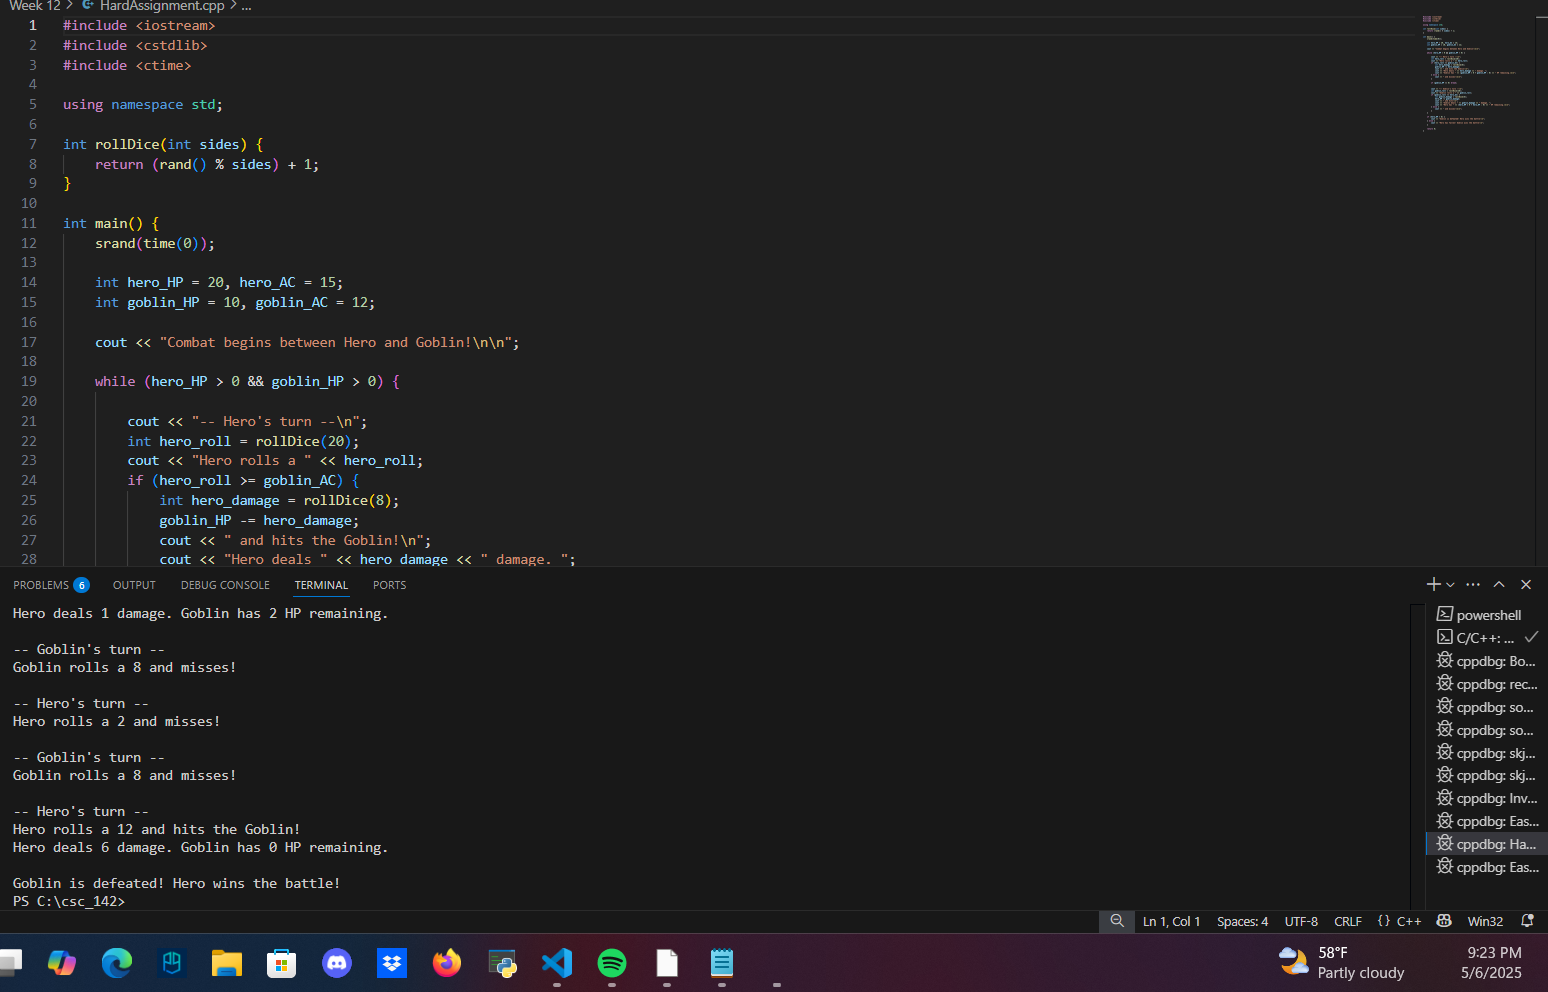 Week 12 > HardAssignment.cpp > ...
1 #include <iostream>
2 #include <cstdlib>
3 #include <ctime>
4
5 using namespace std;
6
7 int rollDice(int sides) {
8     return (rand() % sides) + 1;
9 }
10
11 int main() {
12     srand(time(0));
13
14     int hero_HP = 20, hero_AC = 15;
15     int goblin_HP = 10, goblin_AC = 12;
16
17     cout << "Combat begins between Hero and Goblin!\n\n";
18
19     while (hero_HP > 0 && goblin_HP > 0) {
20
21         cout << "-- Hero's turn --\n";
22         int hero_roll = rollDice(20);
23         cout << "Hero rolls a " << hero_roll;
24         if (hero_roll >= goblin_AC) {
25             int hero_damage = rollDice(8);
26             goblin_HP -= hero_damage;
27             cout << " and hits the Goblin!\n";
28             cout << "Hero deals " << hero_damage << " damage. ";
PROBLEMS 6 OUTPUT DEBUG CONSOLE TERMINAL PORTS
Hero deals 1 damage. Goblin has 2 HP remaining.
-- Goblin's turn --
Goblin rolls a 8 and misses!
-- Hero's turn --
Hero rolls a 2 and misses!
-- Goblin's turn --
Goblin rolls a 8 and misses!
-- Hero's turn --
Hero rolls a 12 and hits the Goblin!
Hero deals 6 damage. Goblin has 0 HP remaining.
Goblin is defeated! Hero wins the battle!
PS C:\csc_142>
powershell
C/C++: ...
cppdbg: Bo...
cppdbg: rec...
cppdbg: so...
cppdbg: so...
cppdbg: skj...
cppdbg: skj...
cppdbg: Inv...
cppdbg: Eas...
cppdbg: Ha...
cppdbg: Eas...
Ln 1, Col 1 Spaces: 4 UTF-8 CRLF {} C++ Win32
58°F
Partly cloudy
9:23 PM
5/6/2025